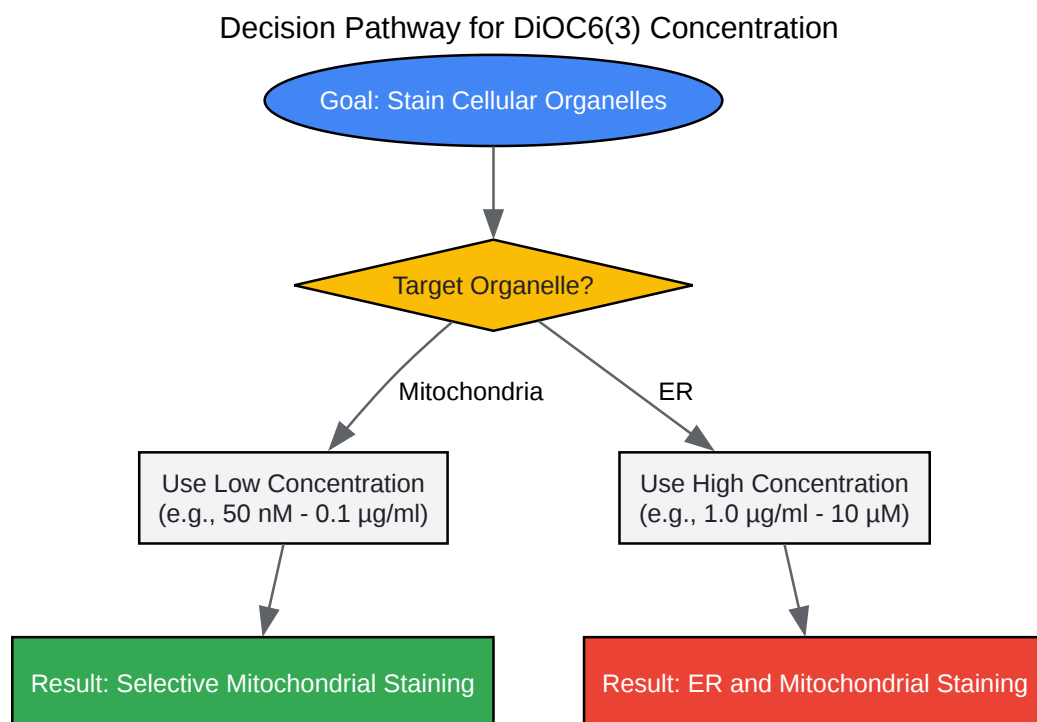 Decision Pathway for DiOC6(3) Concentration
Goal: Stain Cellular Organelles
Target Organelle?
Mitochondria
ER
Use Low Concentration
(e.g., 50 nM - 0.1 µg/ml)
Use High Concentration
(e.g., 1.0 µg/ml - 10 µM)
Result: Selective Mitochondrial Staining
Result: ER and Mitochondrial Staining